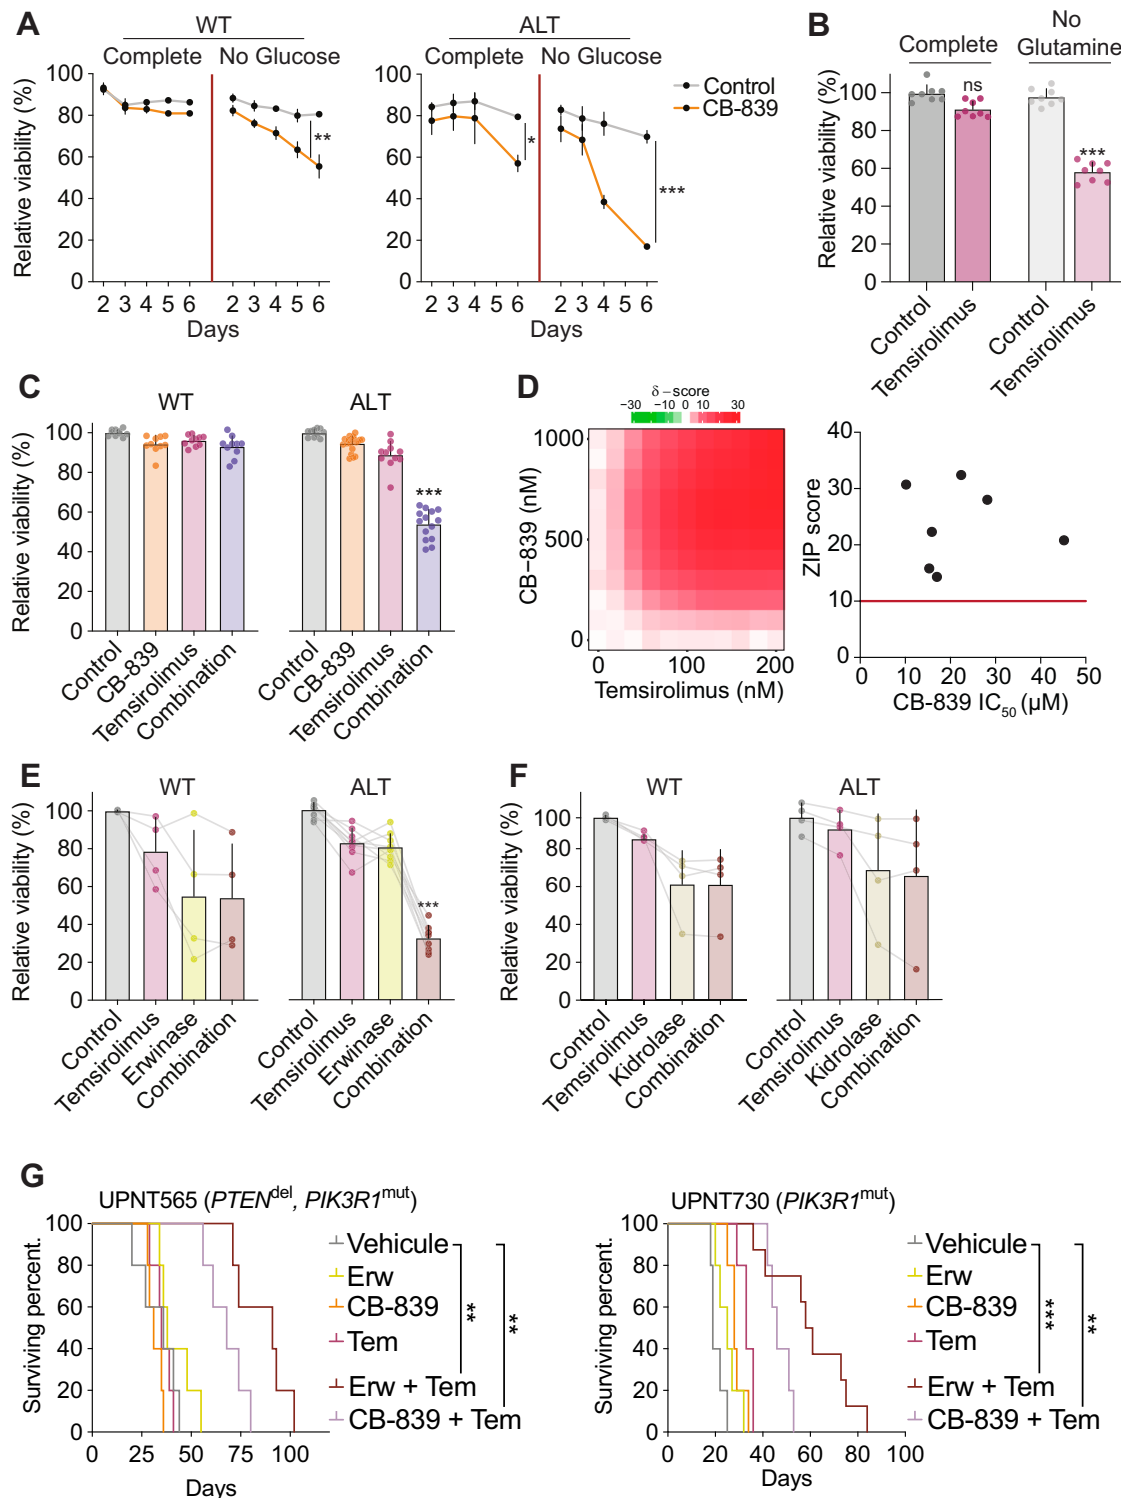 A
WT
ALT
Complete
No Glucose
Complete
No Glucose
Relative viability (%)
100
80
60
40
20
0
**
*
***
Control
CB-839
2 3 4 5 6
2 3 4 5 6
2 3 4 5 6
2 3 4 5 6
Days
Days
B
Complete
No
Glutamine
Relative viability (%)
100
80
60
40
20
0
ns
***
Control
Temsirolimus
Control
Temsirolimus
C
WT
ALT
Relative viability (%)
100
80
60
40
20
0
***
Control
CB-839
Temsirolimus
Combination
Control
CB-839
Temsirolimus
Combination
D
δ−score
−30 −10 0 10 30
CB−839 (nM)
1000
500
0
0 100 200
Temsirolimus (nM)
ZIP score
40
30
20
10
0
0 10 20 30 40 50
CB-839 IC50 (µM)
E
WT
ALT
Relative viability (%)
100
80
60
40
20
0
***
Control
Temsirolimus
Erwinase
Combination
Control
Temsirolimus
Erwinase
Combination
F
WT
ALT
Relative viability (%)
100
80
60
40
20
0
Control
Temsirolimus
Kidrolase
Combination
Control
Temsirolimus
Kidrolase
Combination
G
UPNT565 (PTENdel, PIK3R1mut)
Surviving percent.
100
80
60
40
20
0
0 25 50 75 100
Days
Vehicule
Erw
CB-839
Tem
Erw + Tem
CB-839 + Tem
**
**
UPNT730 (PIK3R1mut)
Surviving percent.
100
80
60
40
20
0
0 20 40 60 80 100
Days
Vehicule
Erw
CB-839
Tem
Erw + Tem
CB-839 + Tem
***
**